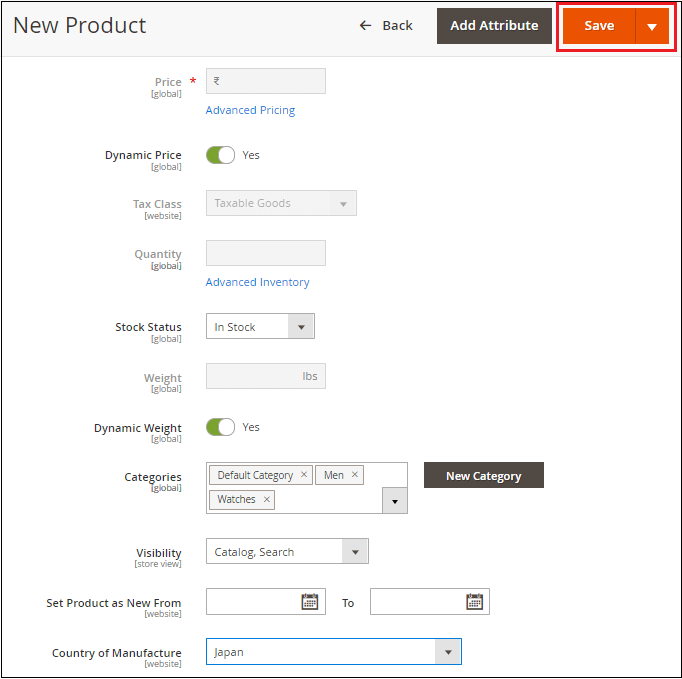 New Product
← Back
Add Attribute
Save
Price *
[global]
₹
Advanced Pricing
Dynamic Price
[global]
Yes
Tax Class
[website]
Taxable Goods
Quantity
[global]
Advanced Inventory
Stock Status
[global]
In Stock
Weight
[global]
lbs
Dynamic Weight
[global]
Yes
Categories
[global]
Default Category × Men ×
Watches ×
New Category
Visibility
[store view]
Catalog, Search
Set Product as New From
[website]
To
Country of Manufacture
[website]
Japan